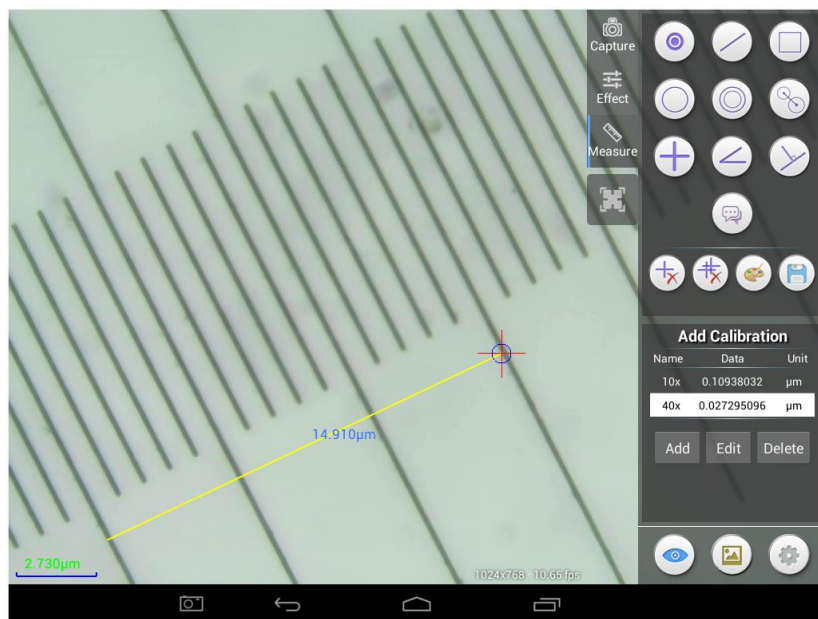 Capture
Effect
Measure
Add Calibration
Name Data Unit
10x 0.10938032 μm
40x 0.027295096 μm
Add Edit Delete
14.910μm
2.730μm
1024x768 10.65 fps